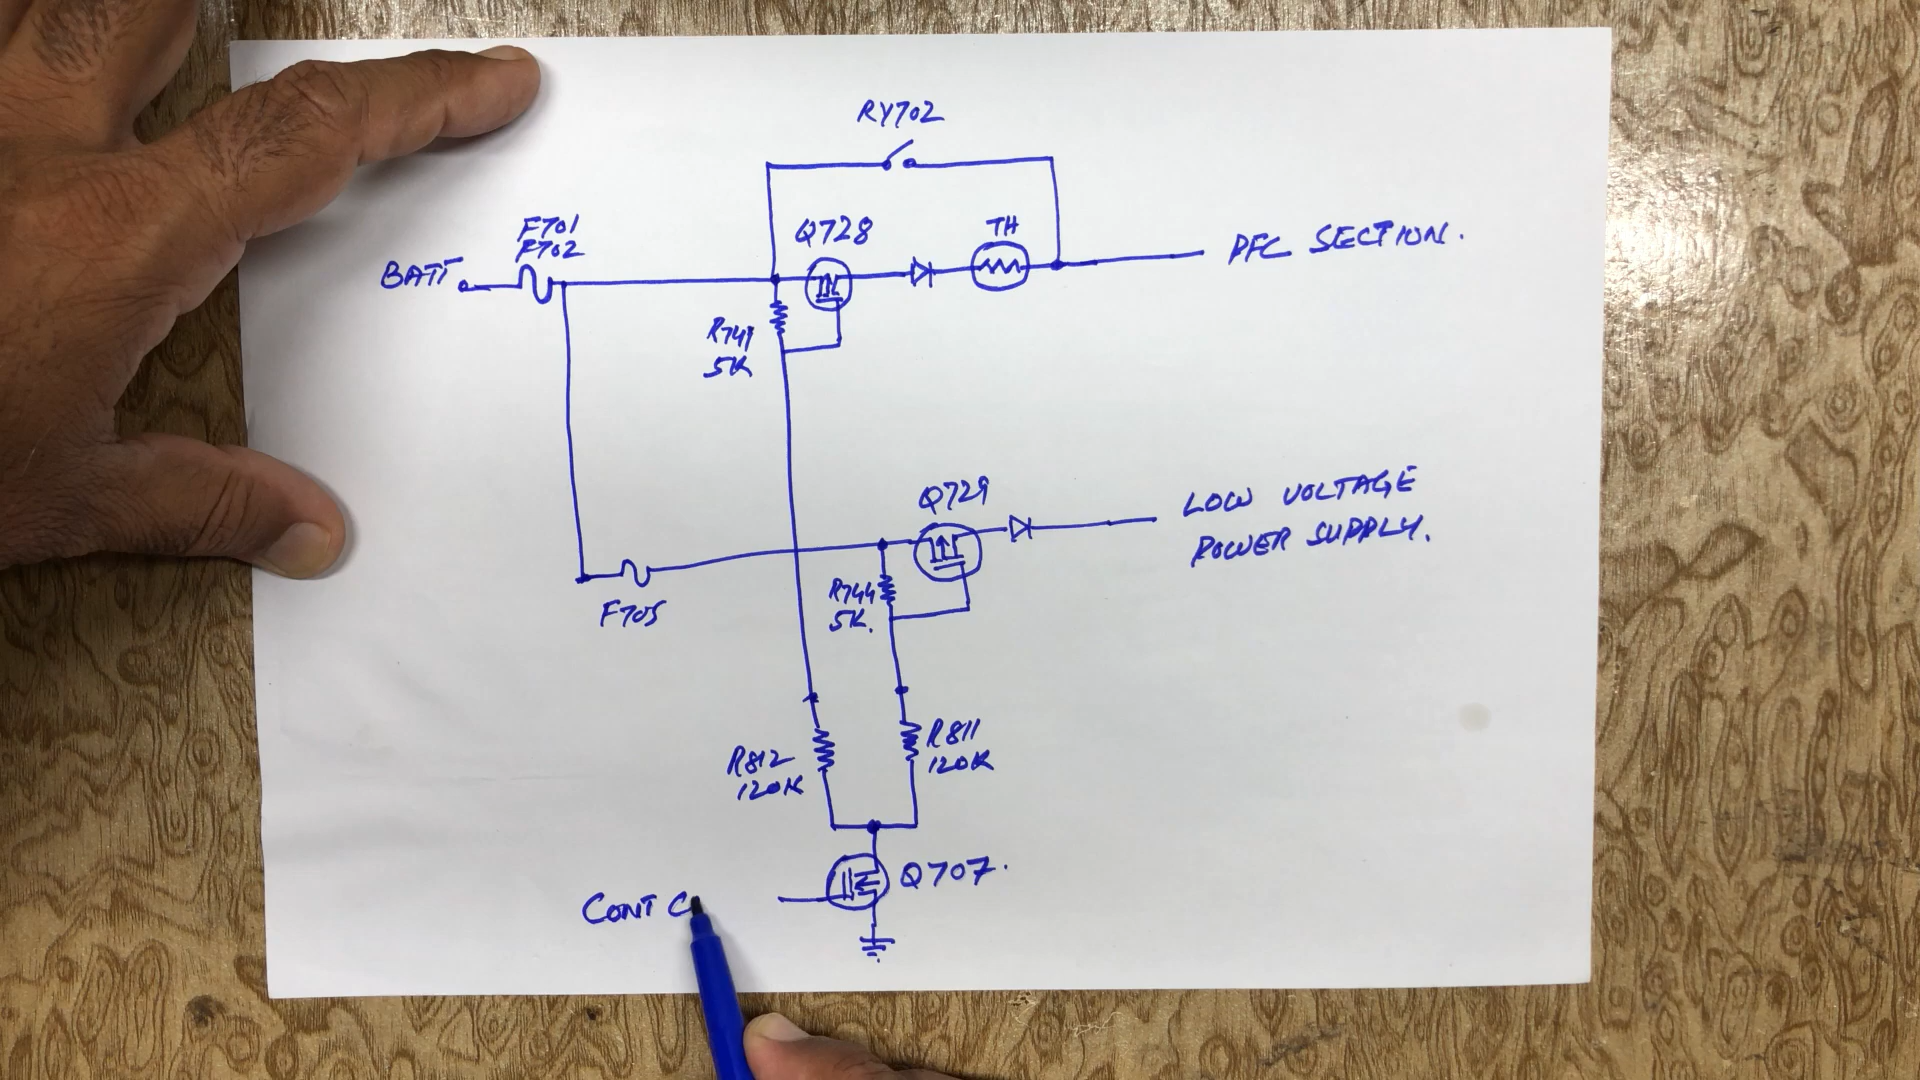 RY702
F701
F702
Q728
TH
BATT
PFC SECTION.
R741
5K
Q729
LOW VOLTAGE
POWER SUPPLY.
R744
5K.
F705
R812
120K
R811
120K
Q707.
CONT C